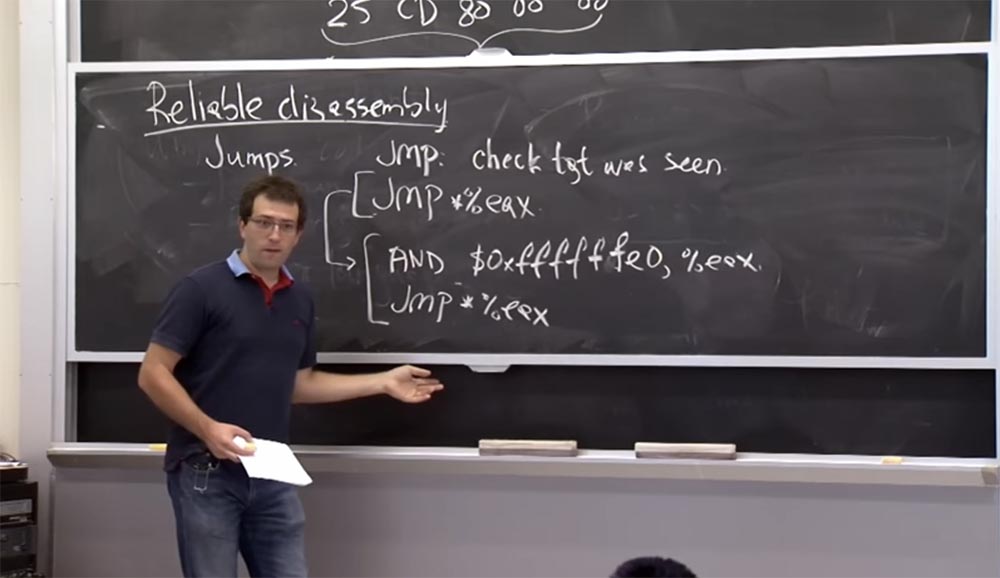 25 CD 80 00 00
Reliable disassembly
Jumps. JMP: check tgt was seen.
JMP *%eax.
AND $0xffffffe0, %eax.
JMP *%eax